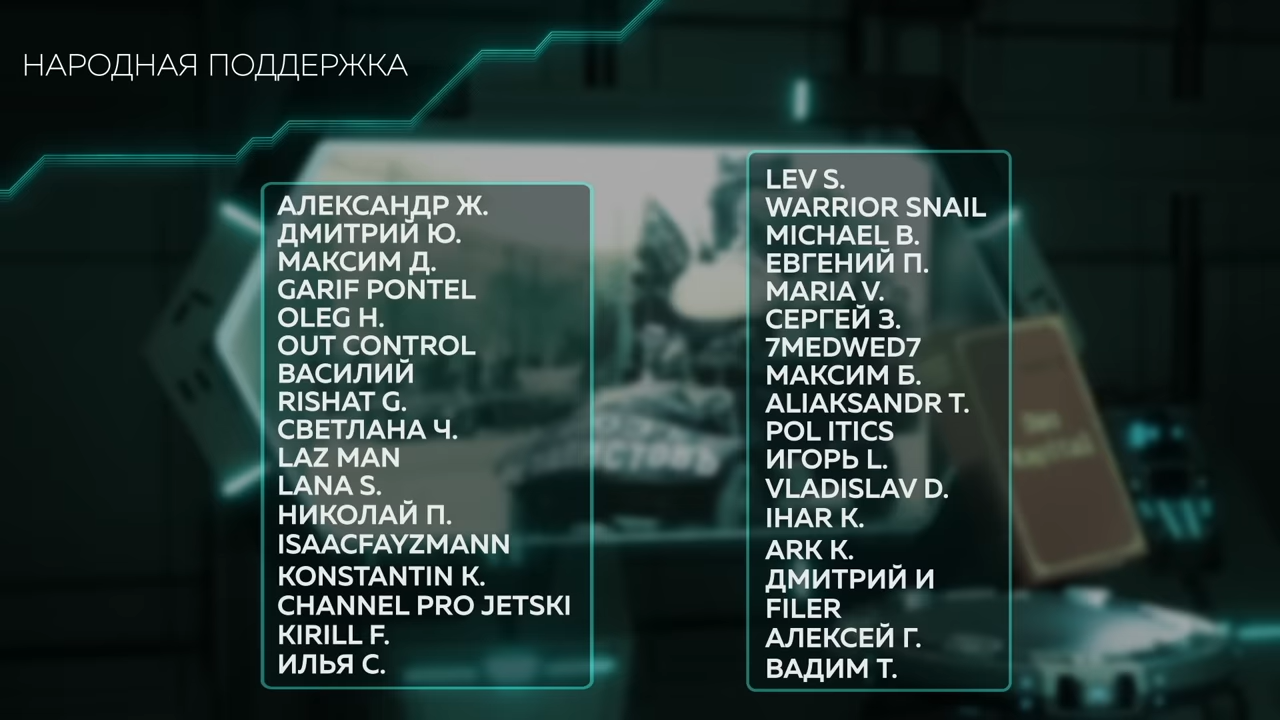 НАРОДНАЯ ПОДДЕРЖКА
АЛЕКСАНДР Ж.
ДМИТРИЙ Ю.
МАКСИМ Д.
GARIF PONTEL
OLEG H.
OUT CONTROL
ВАСИЛИЙ
RISHAT G.
СВЕТЛАНА Ч.
LAZ MAN
LANA S.
НИКОЛАЙ П.
ISAACFAYZMANN
KONSTANTIN K.
CHANNEL PRO JETSKI
KIRILL F.
ИЛЬЯ С.
LEV S.
WARRIOR SNAIL
MICHAEL B.
ЕВГЕНИЙ П.
MARIA V.
СЕРГЕЙ З.
7MEDWED7
МАКСИМ Б.
ALIAKSANDR T.
POL ITICS
ИГОРЬ L.
VLADISLAV D.
IHAR K.
ARK K.
ДМИТРИЙ И
FILER
АЛЕКСЕЙ Г.
ВАДИМ Т.